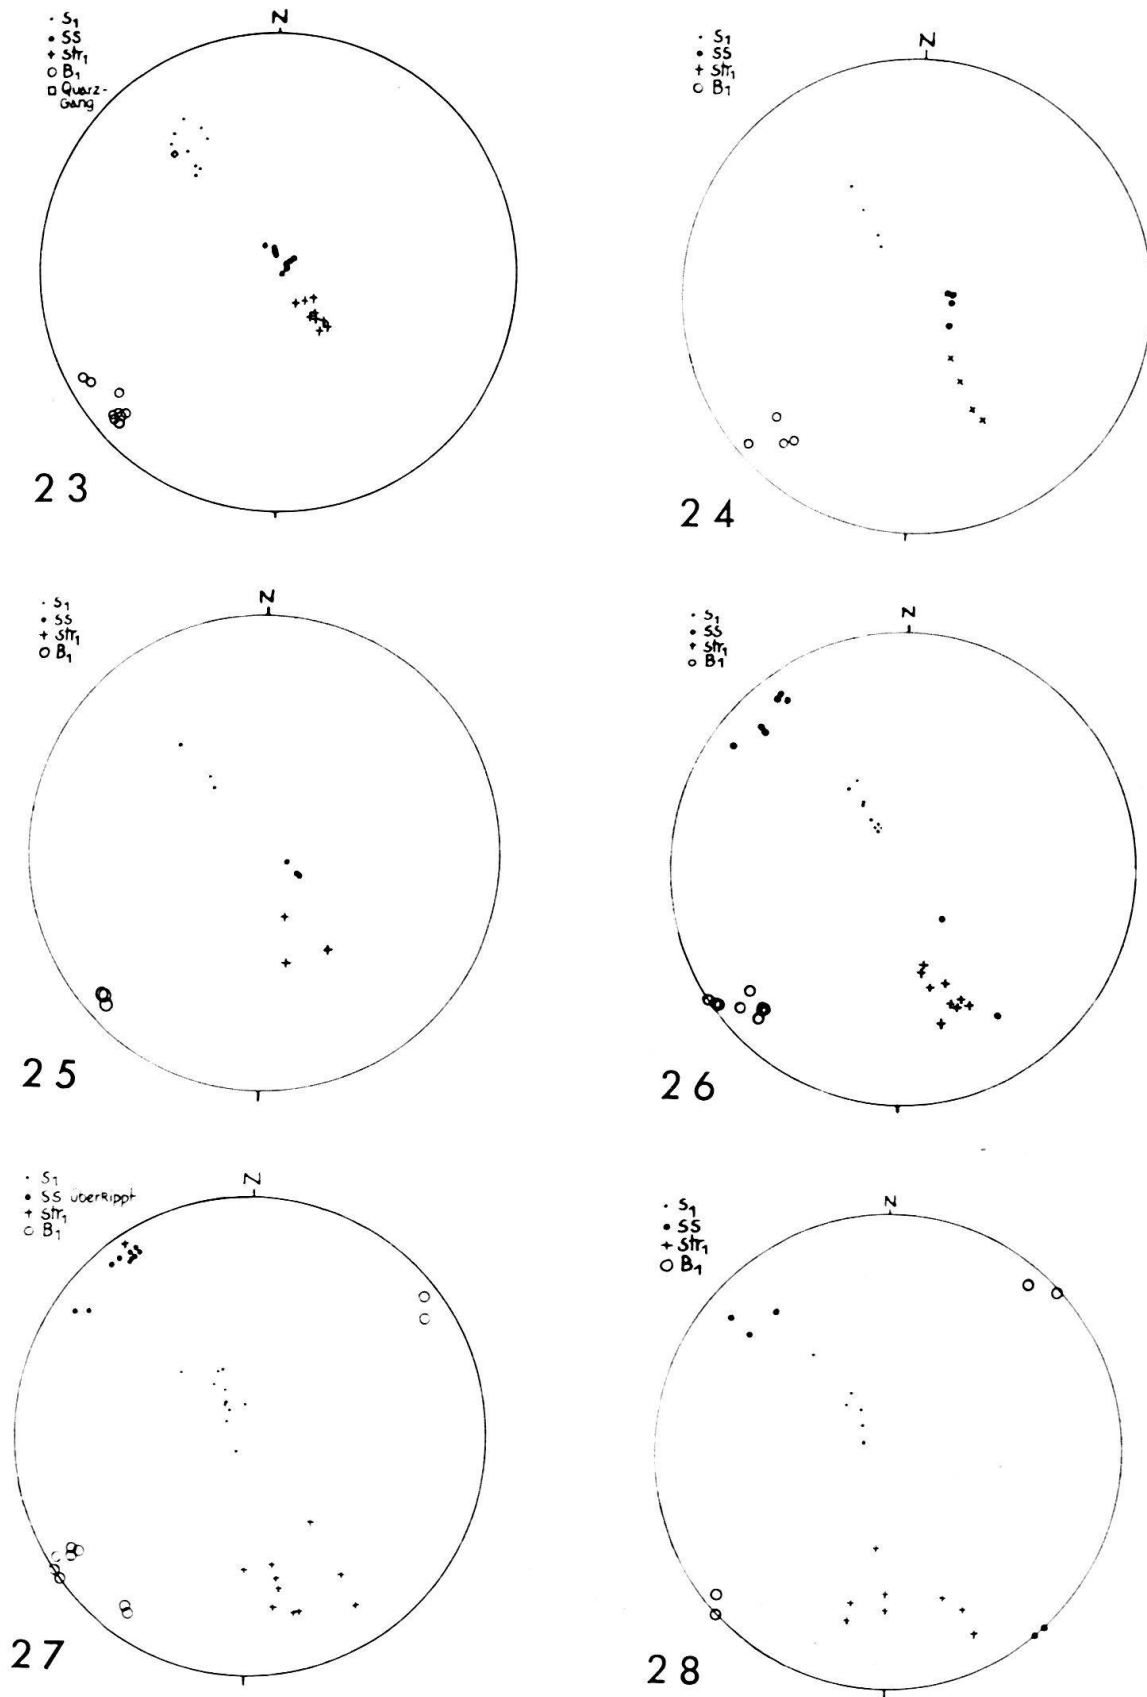 · S₁
• SS
+ Str₁
○ B₁
□ Quarz-
Gang
N
23
· S₁
• SS
+ Str₁
○ B₁
N
24
· S₁
• SS
+ Str₁
○ B₁
N
25
· S₁
• SS
+ Str₁
○ B₁
N
26
· S₁
• SS überRippt
+ Str₁
○ B₁
N
27
· S₁
• SS
+ Str₁
○ B₁
N
28